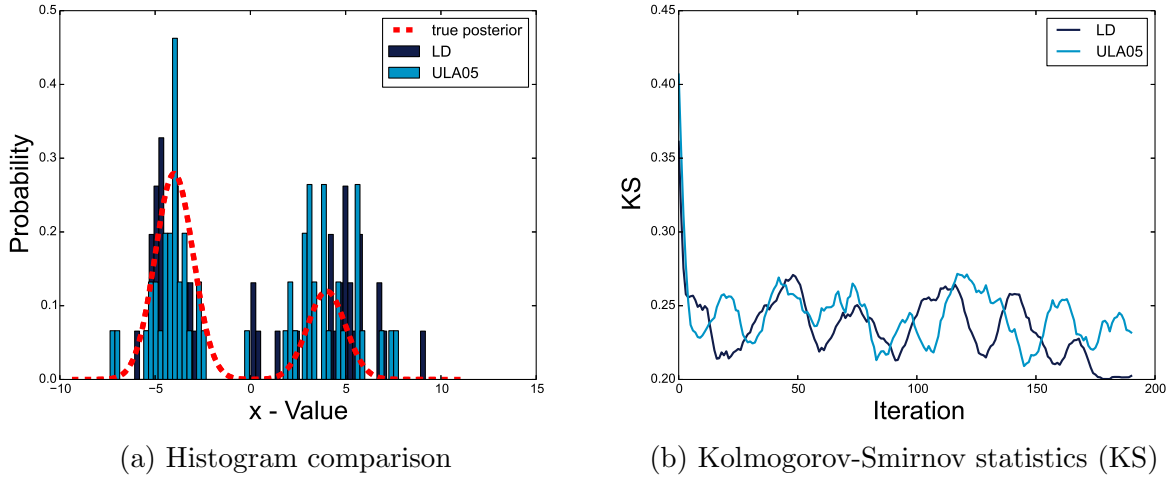 0.5
0.4
0.3
0.2
0.1
0.0
−10
−5
0
5
10
15
Probability
x - Value
true posterior
LD
ULA05
(a) Histogram comparison
0.45
0.40
0.35
0.30
0.25
0.20
0
50
100
150
200
KS
Iteration
LD
ULA05
(b) Kolmogorov-Smirnov statistics (KS)